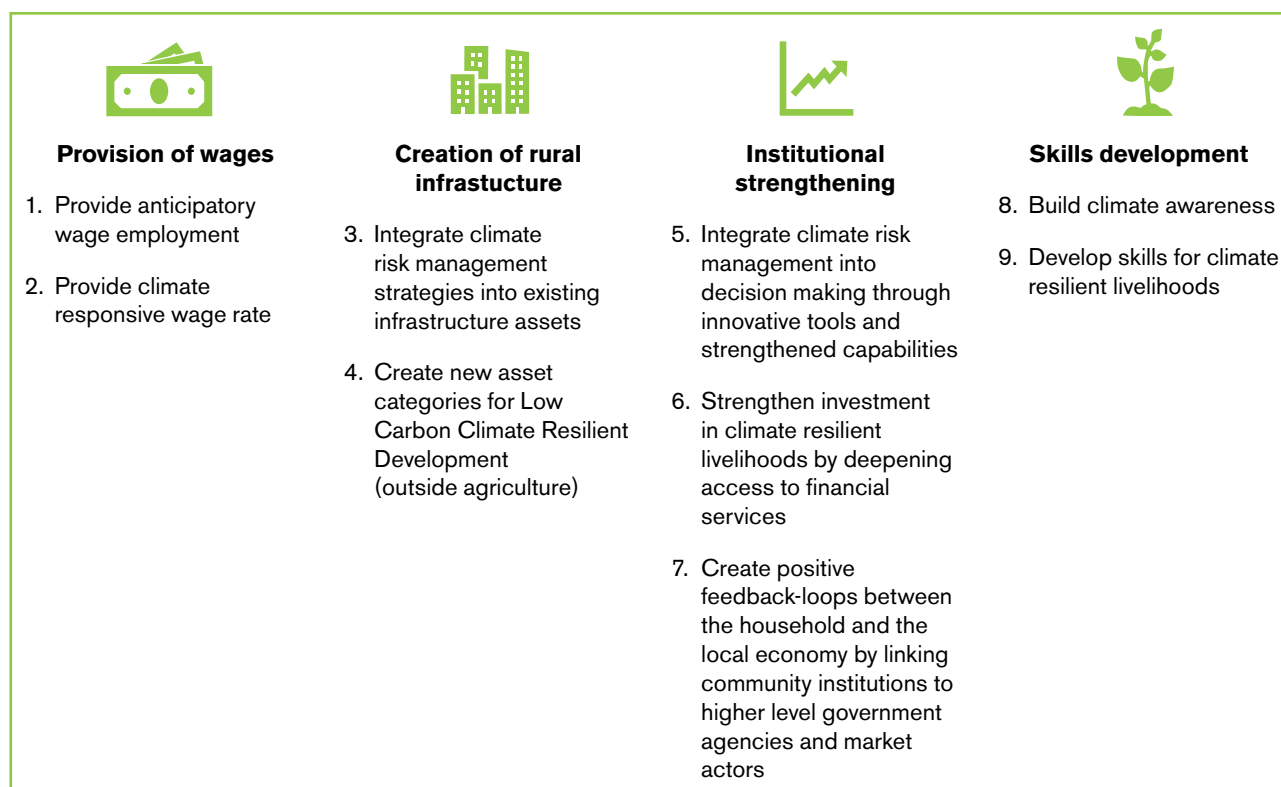 Provision of wages
1. Provide anticipatory
wage employment
2. Provide climate
responsive wage rate
Creation of rural
infrastucture
3. Integrate climate
risk management
strategies into existing
infrastructure assets
4. Create new asset
categories for Low
Carbon Climate Resilient
Development
(outside agriculture)
Institutional
strengthening
5. Integrate climate risk
management into
decision making through
innovative tools and
strengthened capabilities
6. Strengthen investment
in climate resilient
livelihoods by deepening
access to financial
services
7. Create positive
feedback-loops between
the household and the
local economy by linking
community institutions to
higher level government
agencies and market
actors
Skills development
8. Build climate awareness
9. Develop skills for climate
resilient livelihoods